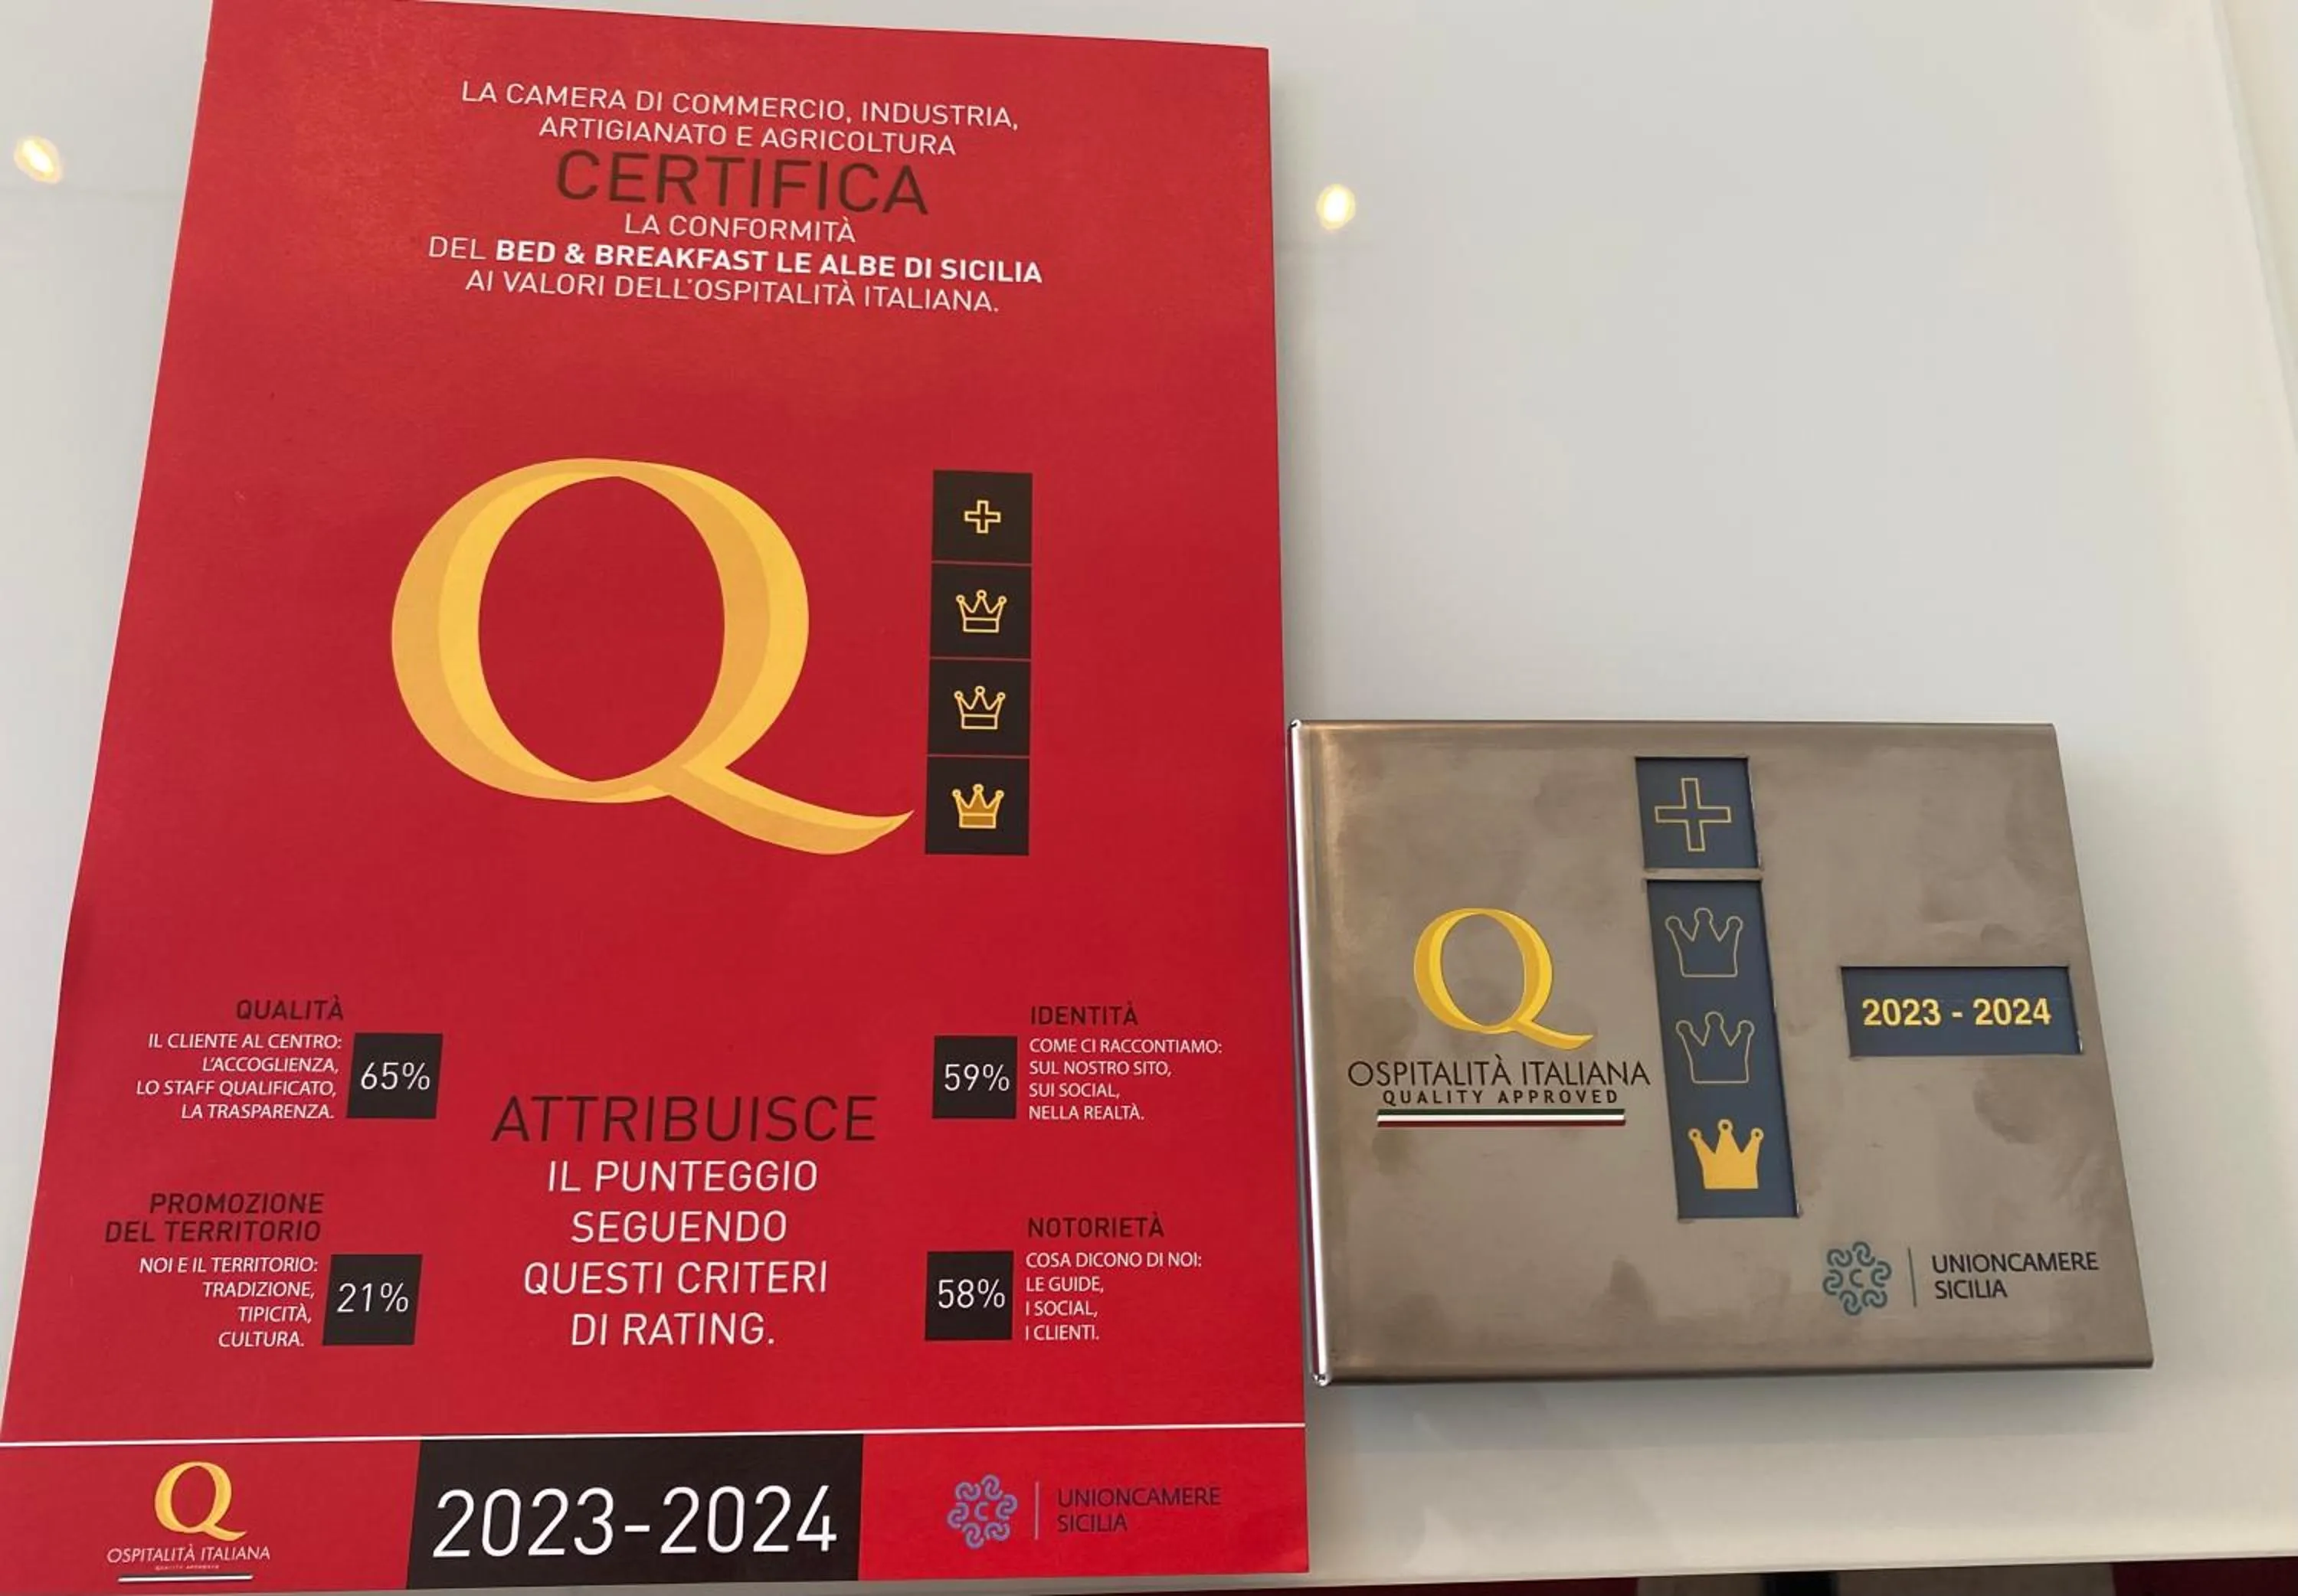 LA CAMERA DI COMMERCIO, INDUSTRIA,
ARTIGIANATO E AGRICOLTURA
CERTIFICA
LA CONFORMITÀ
DEL BED & BREAKFAST LE ALBE DI SICILIA
AI VALORI DELL'OSPITALITÀ ITALIANA.
Q
QUALITÀ
IL CLIENTE AL CENTRO:
L'ACCOGLIENZA,
LO STAFF QUALIFICATO,
LA TRASPARENZA.
65%
IDENTITÀ
COME CI RACCONTIAMO:
SUL NOSTRO SITO,
SUI SOCIAL,
NELLA REALTÀ.
59%
ATTRIBUISCE
IL PUNTEGGIO
SEGUENDO
QUESTI CRITERI
DI RATING.
PROMOZIONE
DEL TERRITORIO
NOI E IL TERRITORIO:
TRADIZIONE,
TIPICITÀ,
CULTURA.
21%
NOTORIETÀ
COSA DICONO DI NOI:
LE GUIDE,
I SOCIAL,
I CLIENTI.
58%
Q
OSPITALITÀ ITALIANA
QUALITY APPROVED
2023-2024
UNIONCAMERE
SICILIA
Q
OSPITALITÀ ITALIANA
QUALITY APPROVED
2023 - 2024
UNIONCAMERE
SICILIA